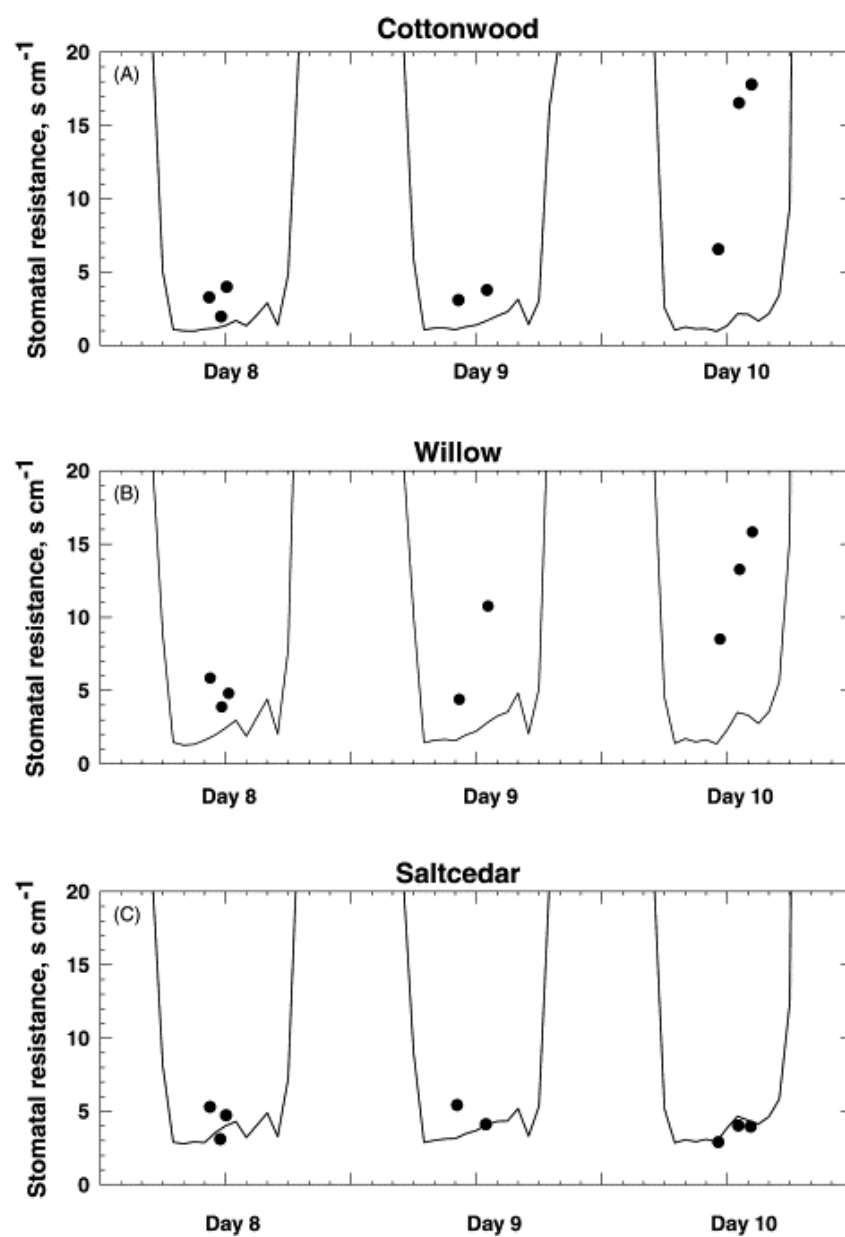 Cottonwood
(A)
Stomatal resistance, s cm-1
20
15
10
5
0
Day 8 Day 9 Day 10
Willow
(B)
Stomatal resistance, s cm-1
20
15
10
5
0
Day 8 Day 9 Day 10
Saltcedar
(C)
Stomatal resistance, s cm-1
20
15
10
5
0
Day 8 Day 9 Day 10